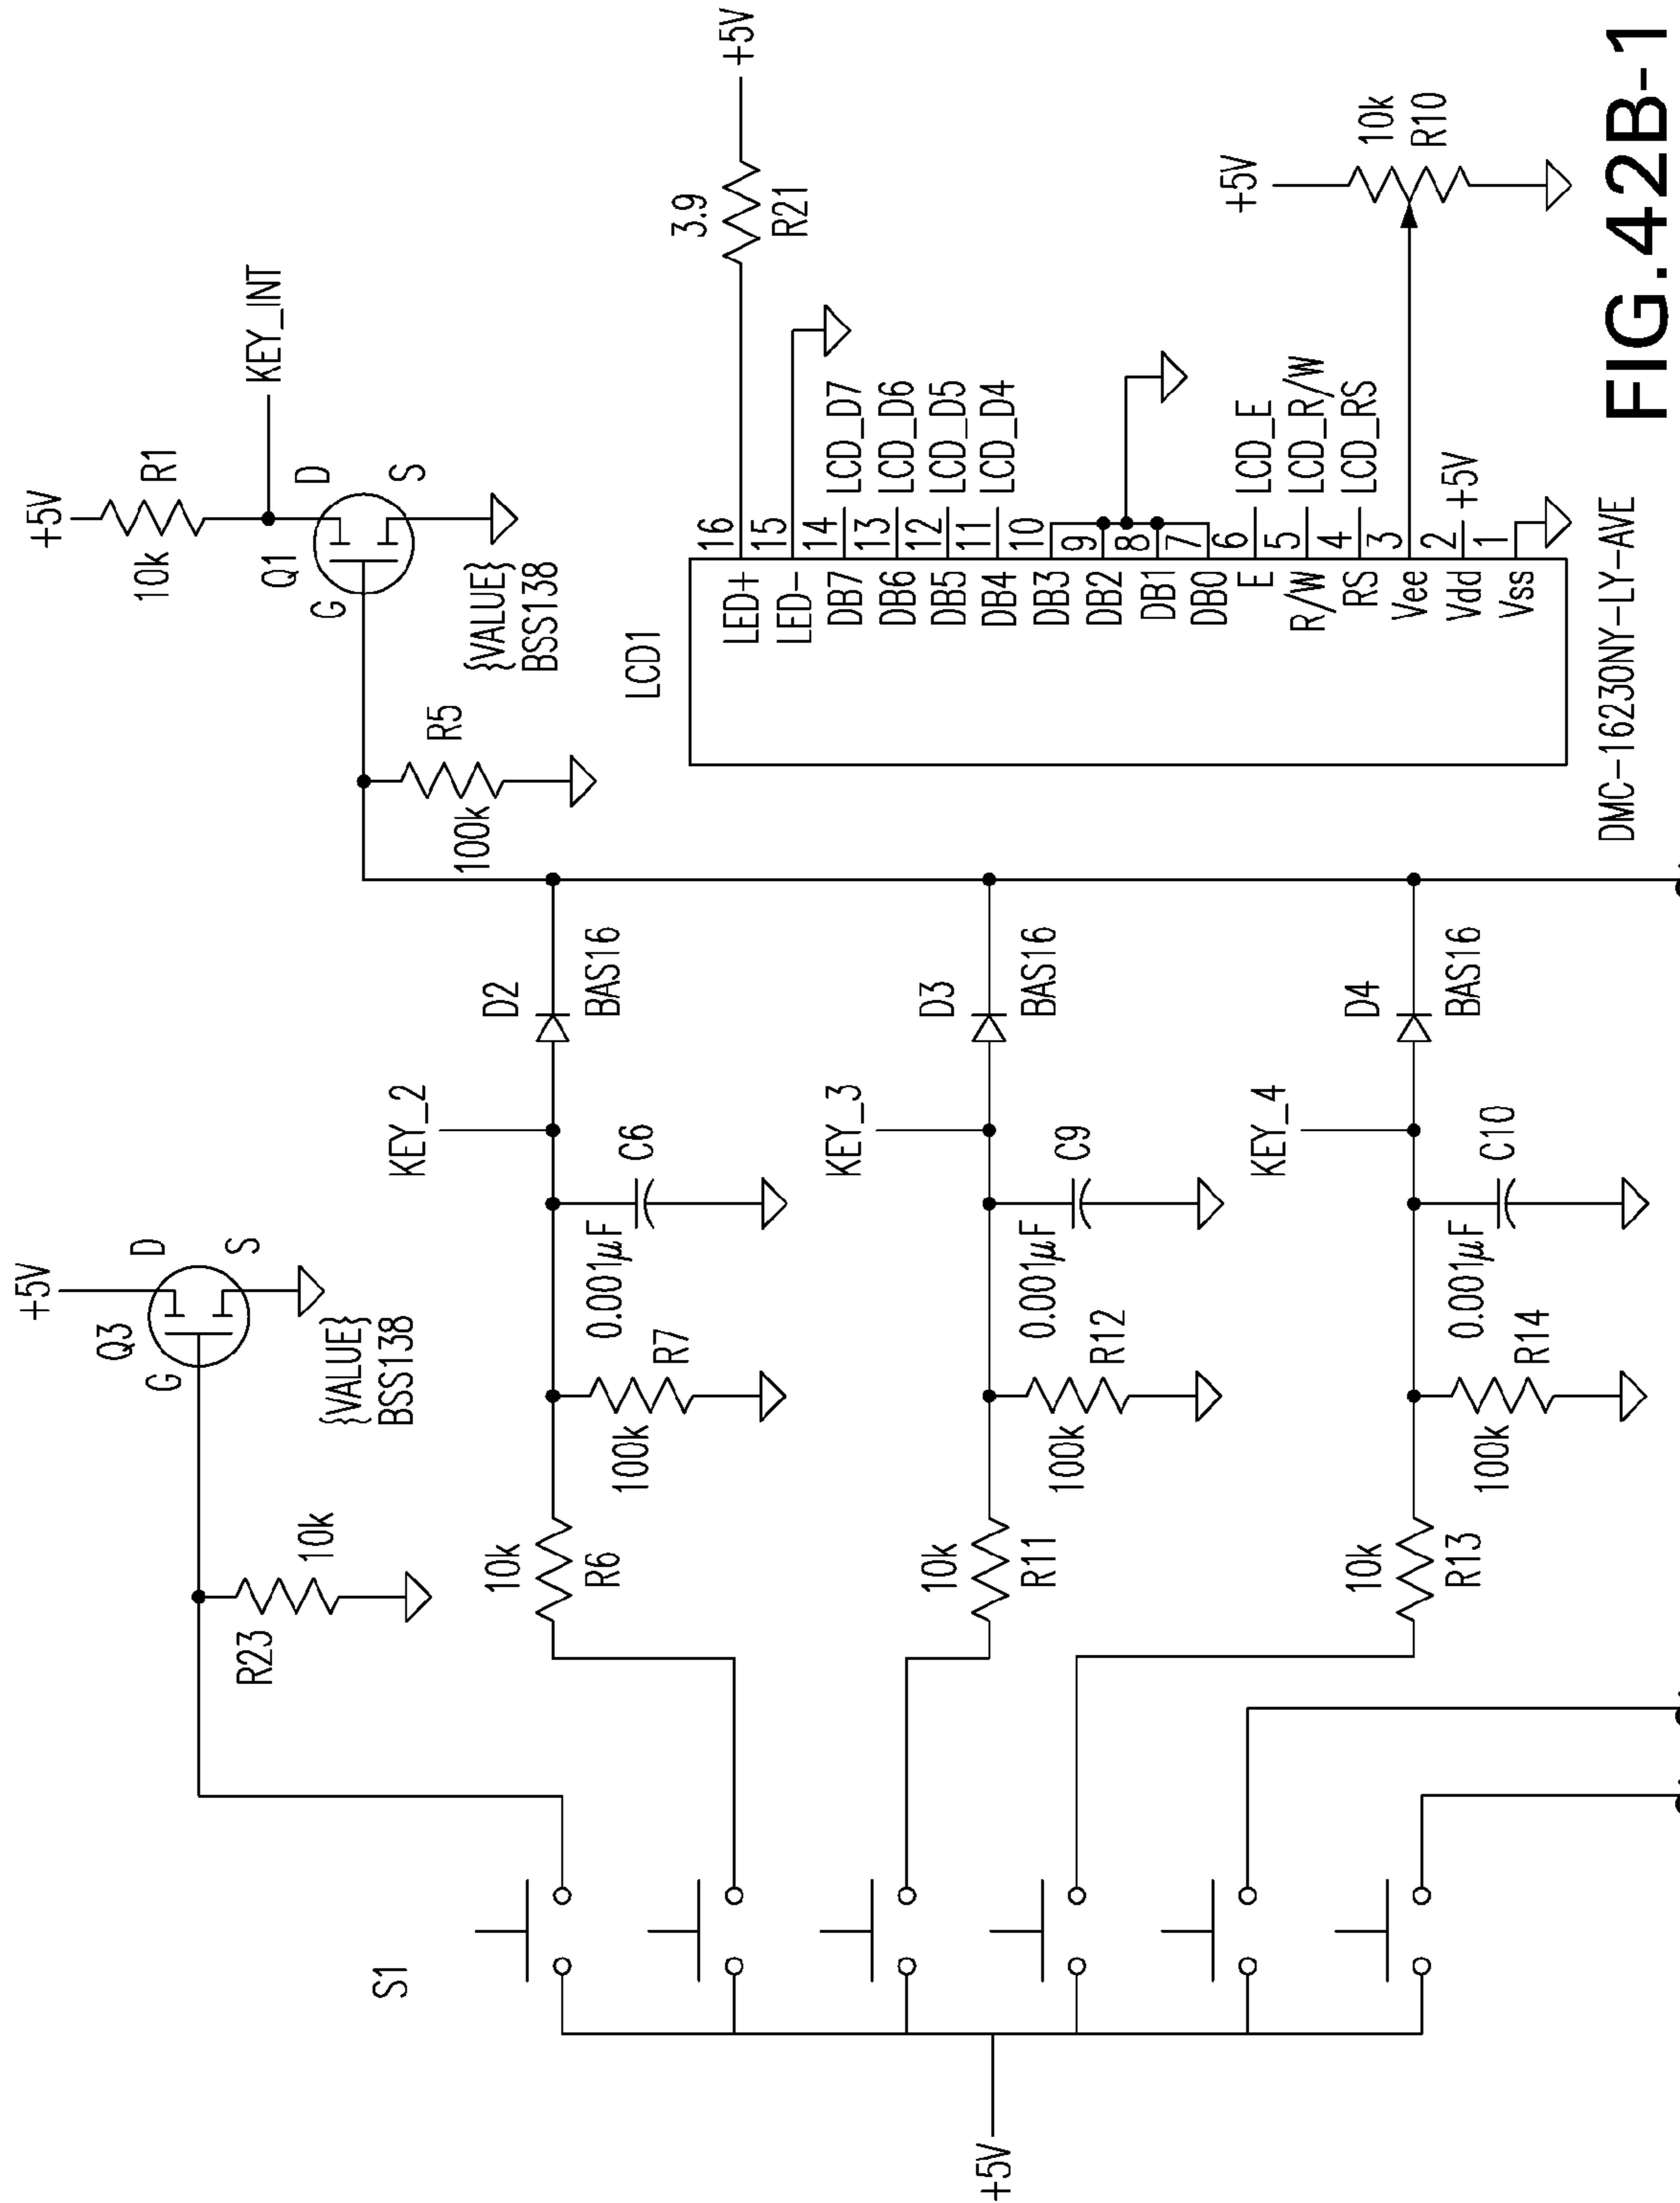 +5V
S1
R23
10k
+5V
Q3
G
D
S
{VALUE}
BSS138
10k
R6
100k
R7
0.001µF
C6
KEY_2
D2
BAS16
10k
R11
100k
R12
0.001µF
C9
KEY_3
D3
BAS16
10k
R13
100k
R14
0.001µF
C10
KEY_4
D4
BAS16
+5V
10k
R1
KEY_INT
Q1
G
D
S
{VALUE}
BSS138
100k
R5
LCD1
LED+ 16
LED- 15
DB7 14 LCD_D7
DB6 13 LCD_D6
DB5 12 LCD_D5
DB4 11 LCD_D4
DB3 10
DB2 9
DB1 8
DB0 7
E 6 LCD_E
R/W 5 LCD_R/W
RS 4 LCD_RS
Vee 3
Vdd 2 +5V
Vss 1
DMC-16230NY-LY-AVE
3.9
R21
+5V
+5V
10k
R10
FIG.42B-1